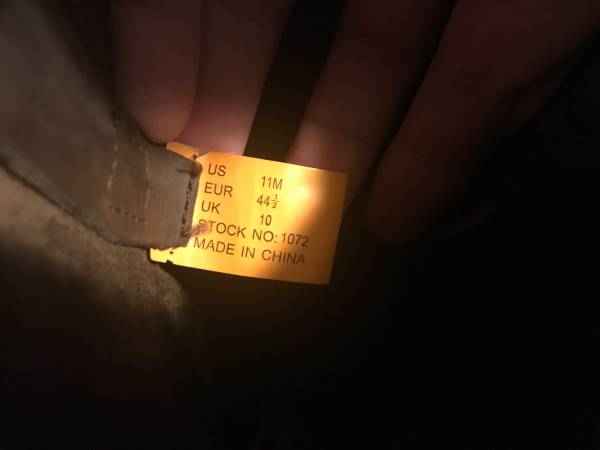 US 11M
EUR 44½
UK 10
STOCK NO: 1072
MADE IN CHINA